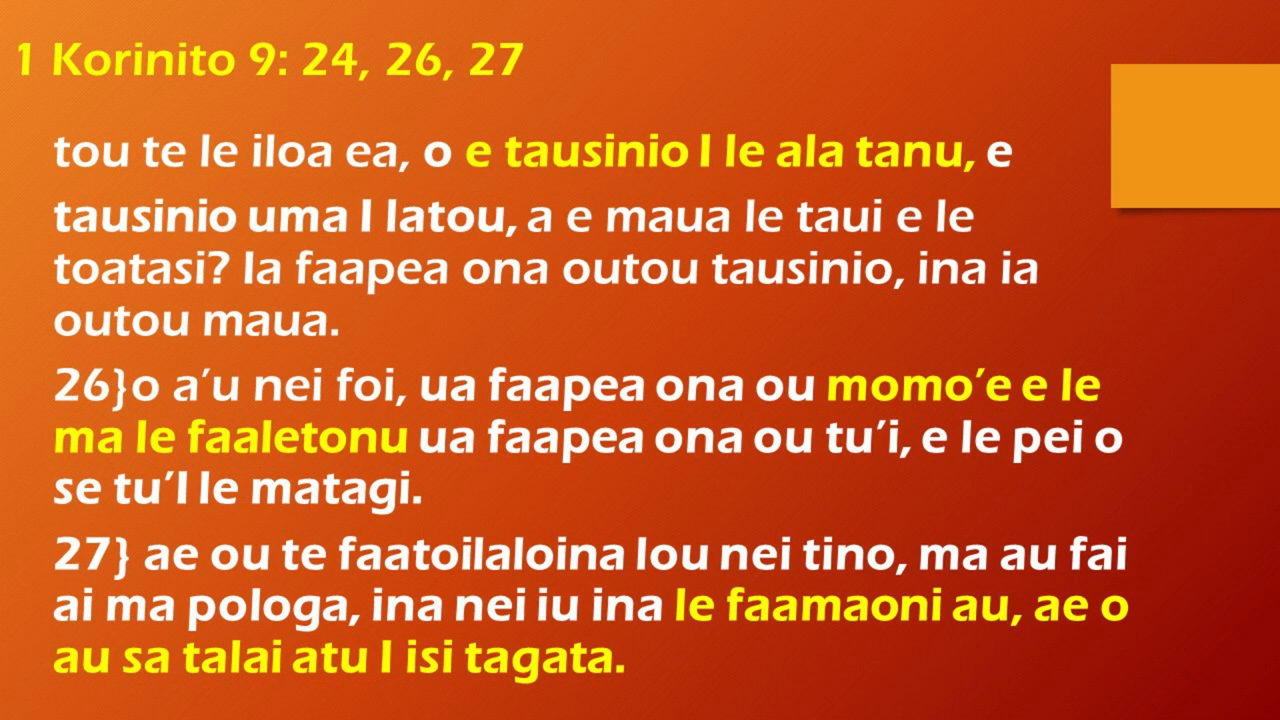 1 Korinito 9: 24, 26, 27
tou te le iloa ea, o e tausinio I le ala tanu, e
tausinio uma I latou, a e maua le taui e le
toatasi? Ia faapea ona outou tausinio, ina ia
outou maua.
26}o a’u nei foi, ua faapea ona ou momo’e e le
ma le faaletonu ua faapea ona ou tu’i, e le pei o
se tu’I le matagi.
27} ae ou te faatoilaloina lou nei tino, ma au fai
ai ma pologa, ina nei iu ina le faamaoni au, ae o
au sa talai atu I isi tagata.